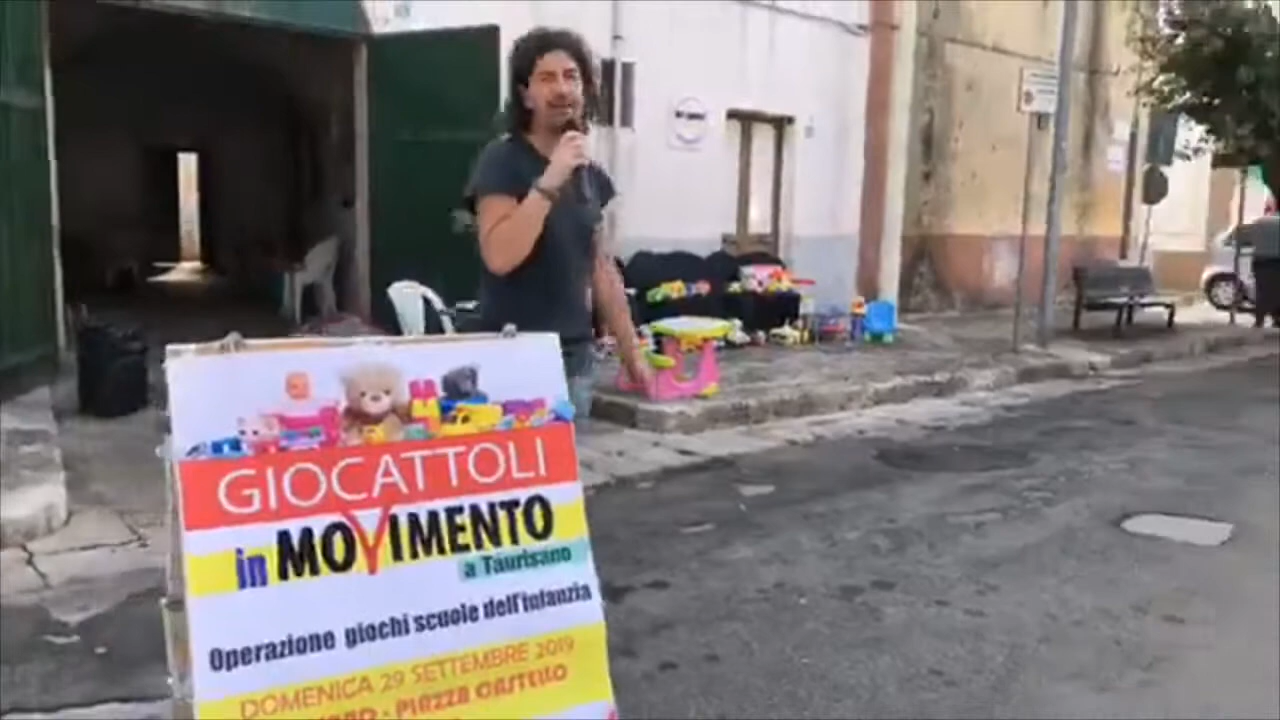 GIOCATTOLI
in MOVIMENTO
a Taurisano
Operazione giochi scuole dell'infanzia
DOMENICA 29 SETTEMBRE 2019
- PIAZZA CASTELLO